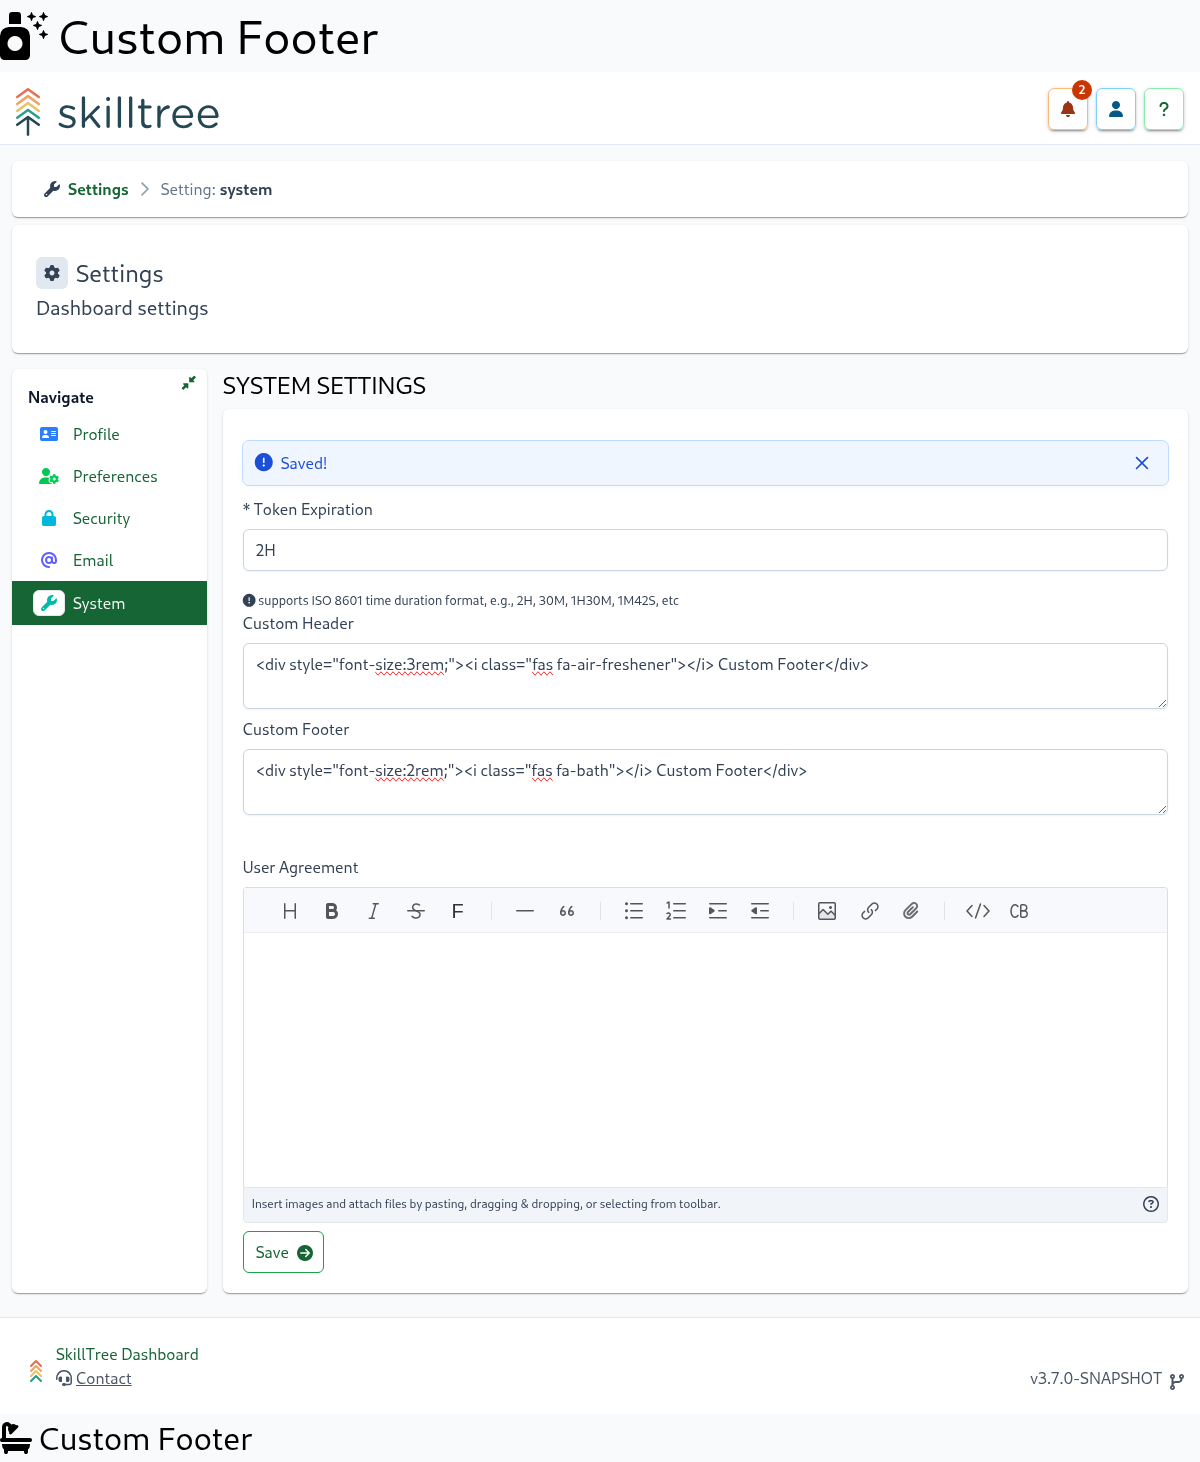 Custom Footer
skilltree
2
?
Settings
Setting: system
Settings
Dashboard settings
Navigate
Profile
Preferences
Security
Email
System
SYSTEM SETTINGS
Saved!
* Token Expiration
2H
supports ISO 8601 time duration format, e.g., 2H, 30M, 1H30M, 1M42S, etc
Custom Header
<div style="font-size:3rem;"><i class="fas fa-air-freshener"></i> Custom Footer</div>
Custom Footer
<div style="font-size:2rem;"><i class="fas fa-bath"></i> Custom Footer</div>
User Agreement
H B I S F 66 </> CB
Insert images and attach files by pasting, dragging & dropping, or selecting from toolbar.
Save
SkillTree Dashboard
Contact
v3.7.0-SNAPSHOT
Custom Footer